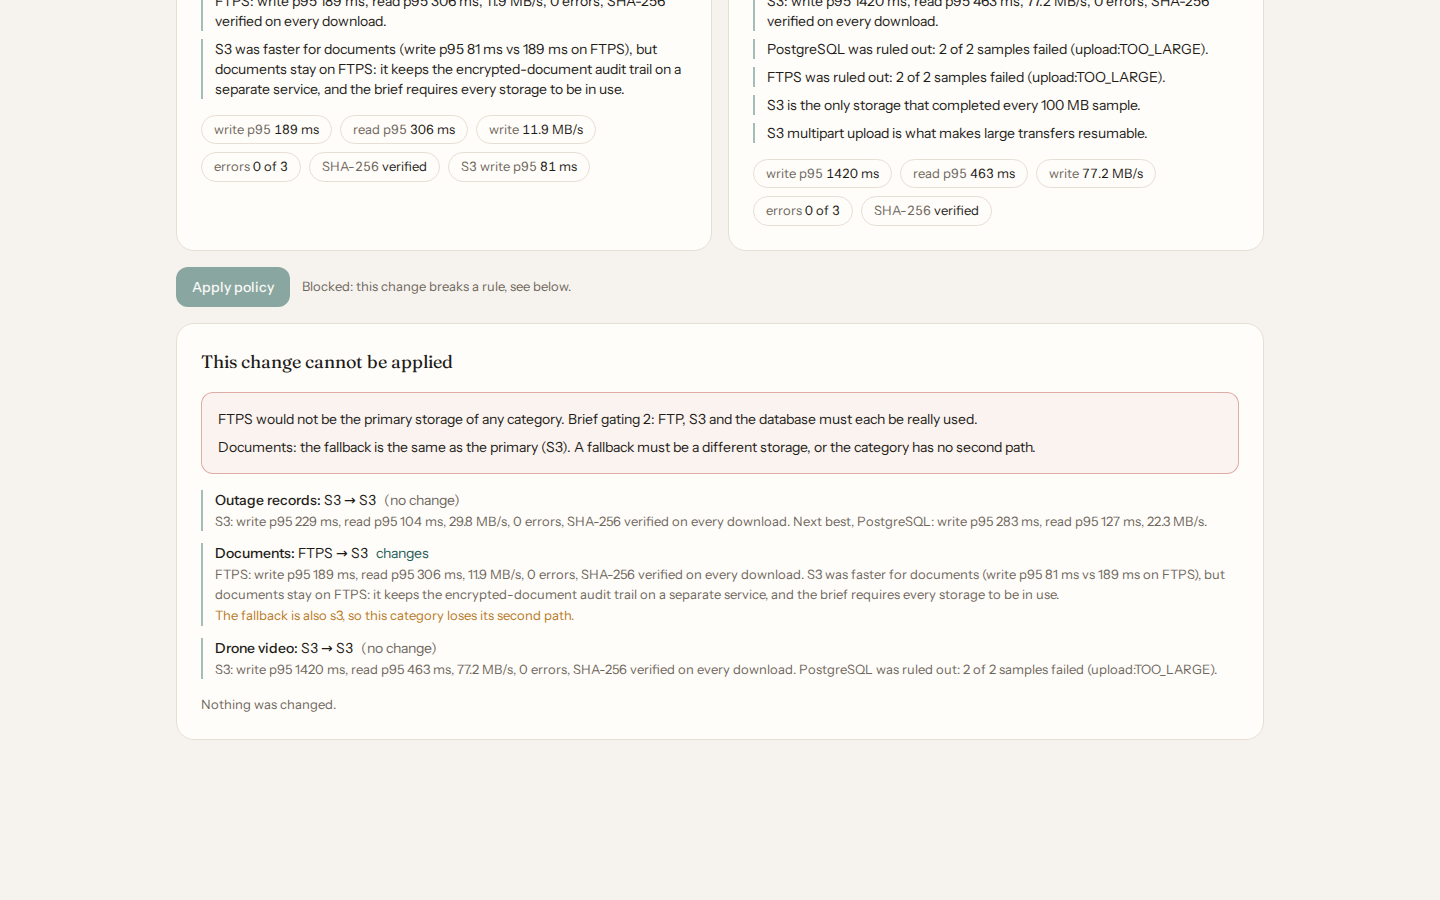 FTPS: write p95 189 ms, read p95 306 ms, 11.9 MB/s, 0 errors, SHA-256
verified on every download.
S3 was faster for documents (write p95 81 ms vs 189 ms on FTPS), but
documents stay on FTPS: it keeps the encrypted-document audit trail on a
separate service, and the brief requires every storage to be in use.
write p95 189 ms
read p95 306 ms
write 11.9 MB/s
errors 0 of 3
SHA-256 verified
S3 write p95 81 ms
S3: write p95 1420 ms, read p95 463 ms, 77.2 MB/s, 0 errors, SHA-256
verified on every download.
PostgreSQL was ruled out: 2 of 2 samples failed (upload:TOO_LARGE).
FTPS was ruled out: 2 of 2 samples failed (upload:TOO_LARGE).
S3 is the only storage that completed every 100 MB sample.
S3 multipart upload is what makes large transfers resumable.
write p95 1420 ms
read p95 463 ms
write 77.2 MB/s
errors 0 of 3
SHA-256 verified
Apply policy
Blocked: this change breaks a rule, see below.
This change cannot be applied
FTPS would not be the primary storage of any category. Brief gating 2: FTP, S3 and the database must each be really used.
Documents: the fallback is the same as the primary (S3). A fallback must be a different storage, or the category has no second path.
Outage records: S3 → S3 (no change)
S3: write p95 229 ms, read p95 104 ms, 29.8 MB/s, 0 errors, SHA-256 verified on every download. Next best, PostgreSQL: write p95 283 ms, read p95 127 ms, 22.3 MB/s.
Documents: FTPS → S3 changes
FTPS: write p95 189 ms, read p95 306 ms, 11.9 MB/s, 0 errors, SHA-256 verified on every download. S3 was faster for documents (write p95 81 ms vs 189 ms on FTPS), but
documents stay on FTPS: it keeps the encrypted-document audit trail on a separate service, and the brief requires every storage to be in use.
The fallback is also s3, so this category loses its second path.
Drone video: S3 → S3 (no change)
S3: write p95 1420 ms, read p95 463 ms, 77.2 MB/s, 0 errors, SHA-256 verified on every download. PostgreSQL was ruled out: 2 of 2 samples failed (upload:TOO_LARGE).
Nothing was changed.